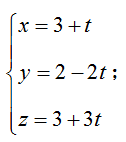 x = 3 + t
y = 2 - 2t ;
z = 3 + 3t